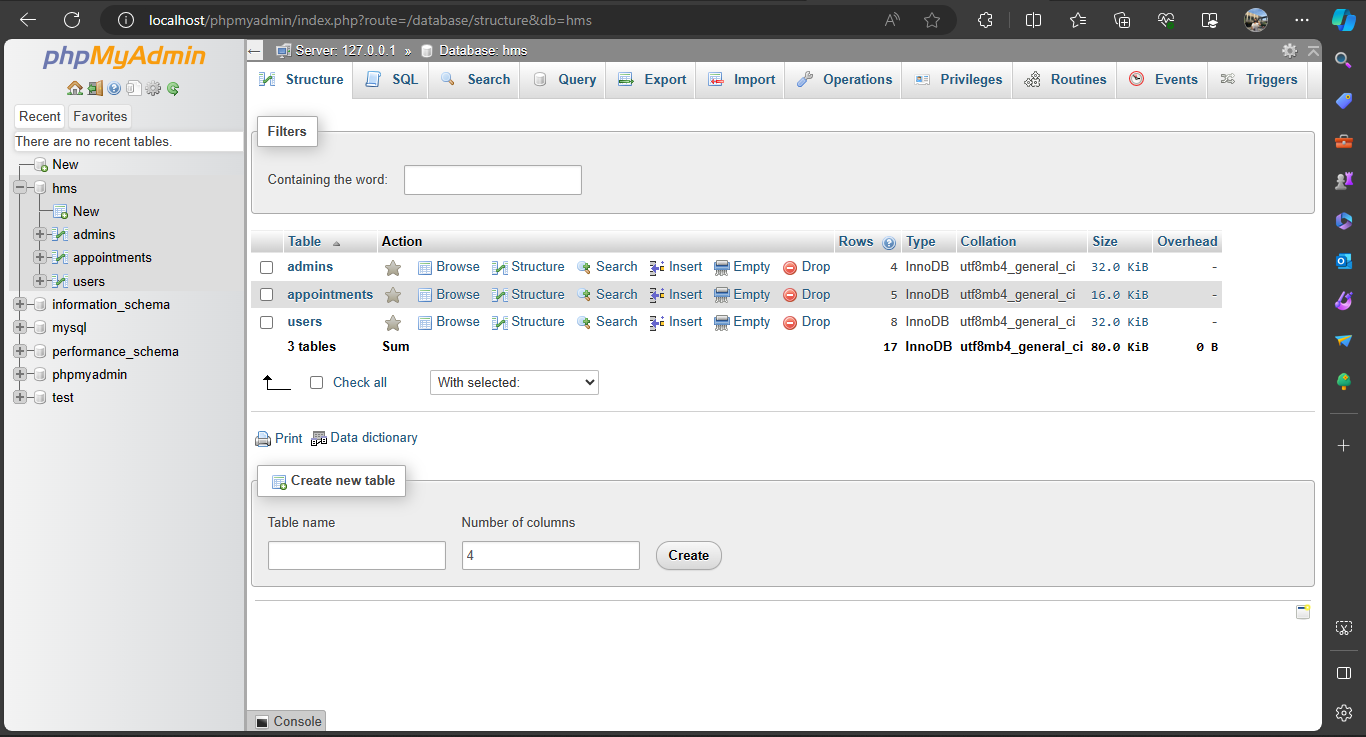 localhost/phpmyadmin/index.php?route=/database/structure&db=hms
phpMyAdmin
Recent Favorites
There are no recent tables.
New
hms
New
admins
appointments
users
information_schema
mysql
performance_schema
phpmyadmin
test
Server: 127.0.0.1 » Database: hms
Structure SQL Search Query Export Import Operations Privileges Routines Events Triggers
Filters
Containing the word:
Table Action Rows Type Collation Size Overhead
admins Browse Structure Search Insert Empty Drop 4 InnoDB utf8mb4_general_ci 32.0 KiB -
appointments Browse Structure Search Insert Empty Drop 5 InnoDB utf8mb4_general_ci 16.0 KiB -
users Browse Structure Search Insert Empty Drop 8 InnoDB utf8mb4_general_ci 32.0 KiB -
3 tables Sum 17 InnoDB utf8mb4_general_ci 80.0 KiB 0 B
Check all With selected:
Print Data dictionary
Create new table
Table name Number of columns
4 Create
Console